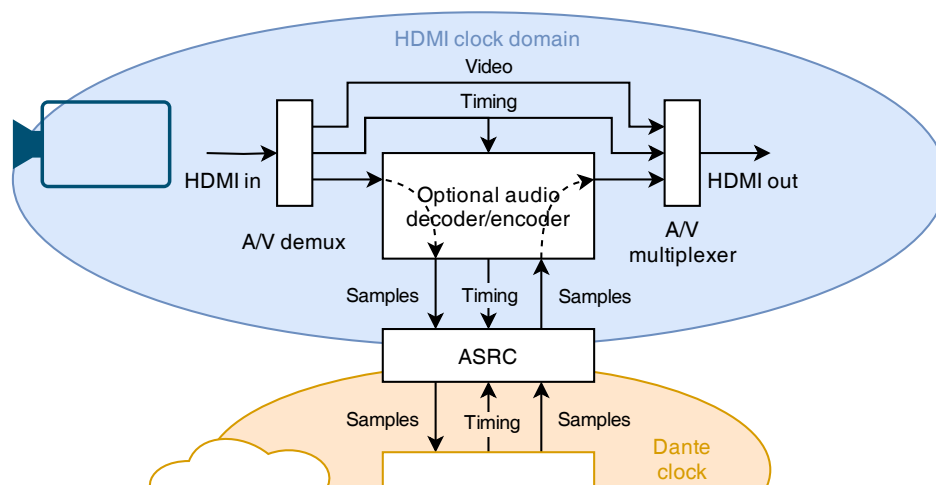 HDMI clock domain
Video
Timing
HDMI in
Optional audio
decoder/encoder
HDMI out
A/V demux
A/V
multiplexer
Samples
Timing
Samples
ASRC
Samples
Timing
Samples
Dante
clock